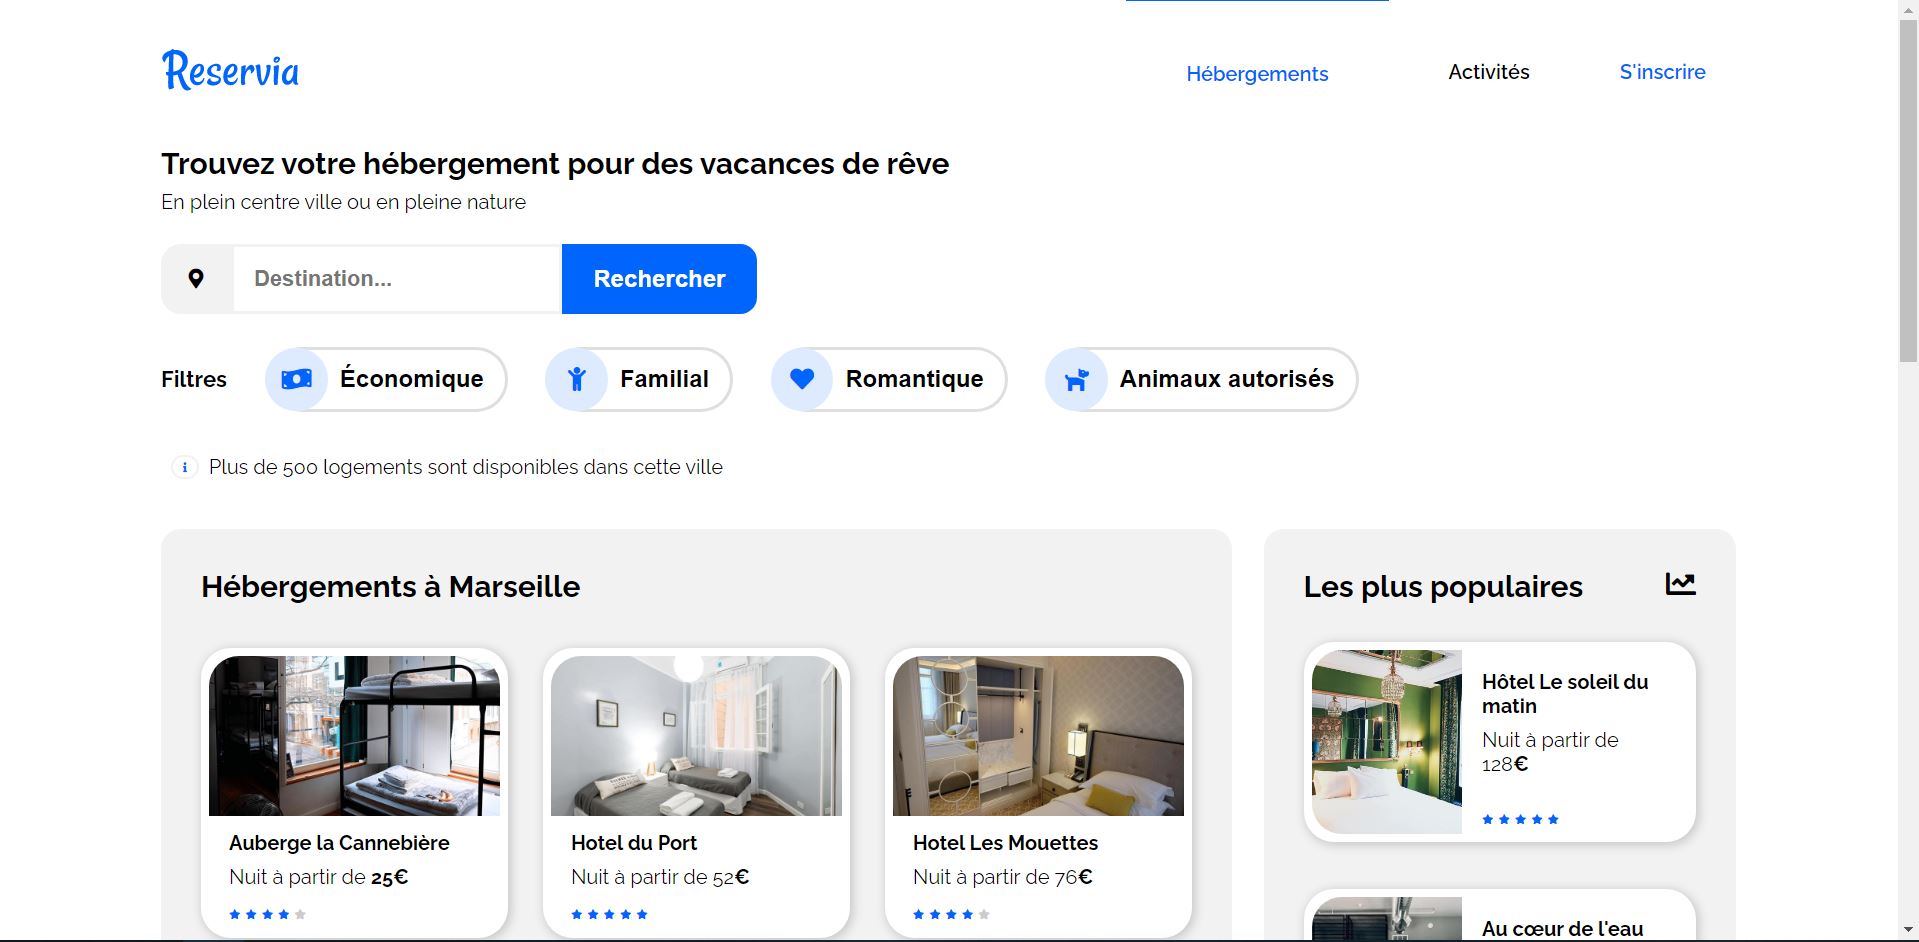 Reservia
Hébergements
Activités
S'inscrire
Trouvez votre hébergement pour des vacances de rêve
En plein centre ville ou en pleine nature
Destination...
Rechercher
Filtres
Économique
Familial
Romantique
Animaux autorisés
i
Plus de 500 logements sont disponibles dans cette ville
Hébergements à Marseille
Auberge la Cannebière
Nuit à partir de 25€
Hotel du Port
Nuit à partir de 52€
Hotel Les Mouettes
Nuit à partir de 76€
Les plus populaires
Hôtel Le soleil du
matin
Nuit à partir de
128€
Au cœur de l'eau